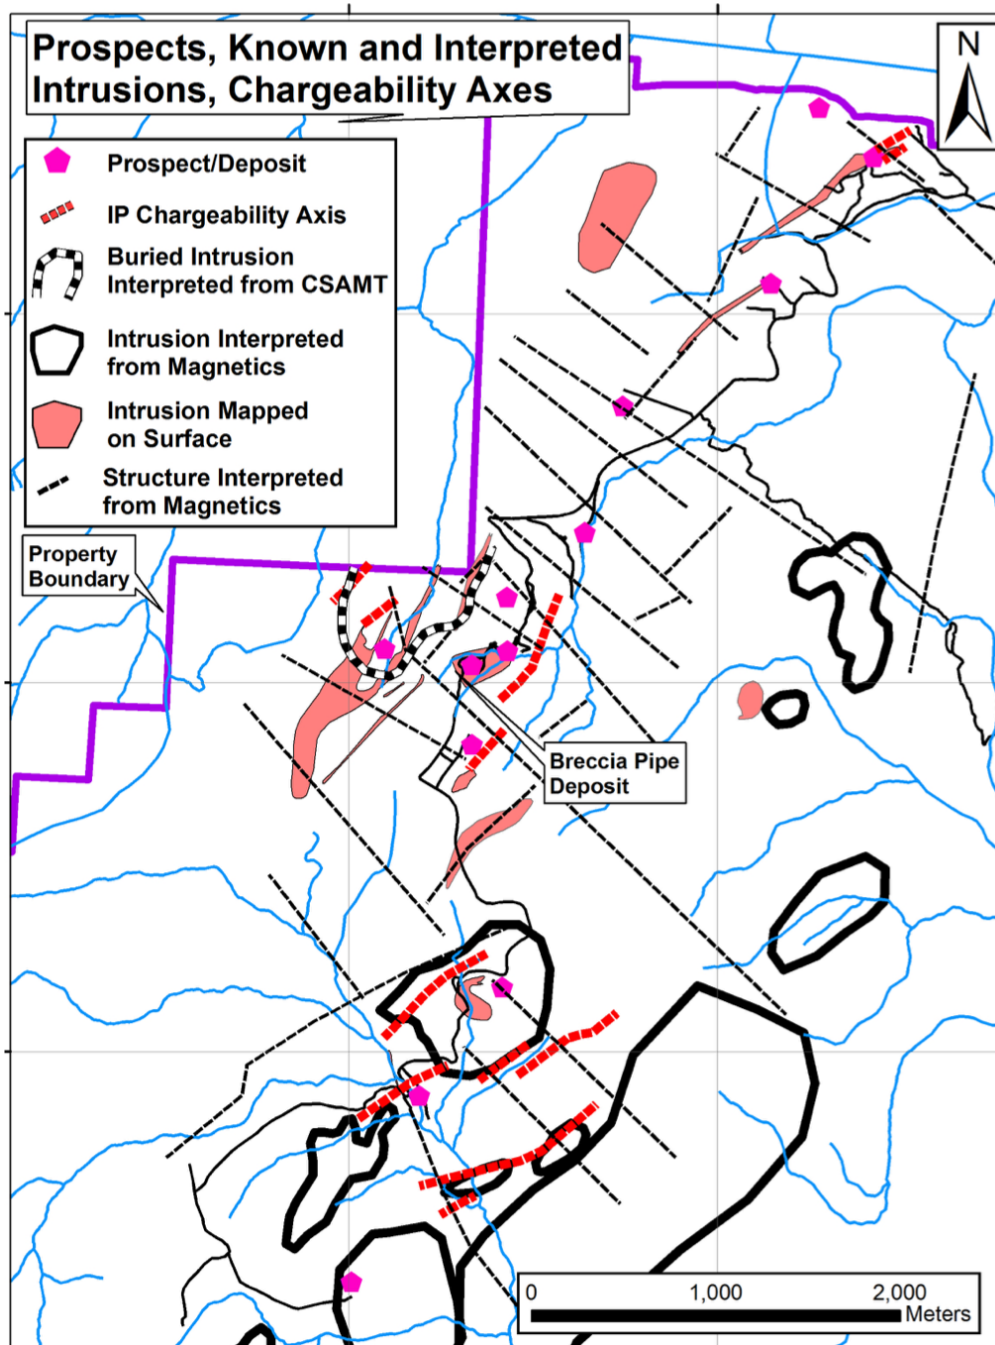 Prospects, Known and Interpreted
Intrusions, Chargeability Axes
N
Prospect/Deposit
IP Chargeability Axis
Buried Intrusion
Interpreted from CSAMT
Intrusion Interpreted
from Magnetics
Intrusion Mapped
on Surface
Structure Interpreted
from Magnetics
Property
Boundary
Breccia Pipe
Deposit
0 1,000 2,000
Meters